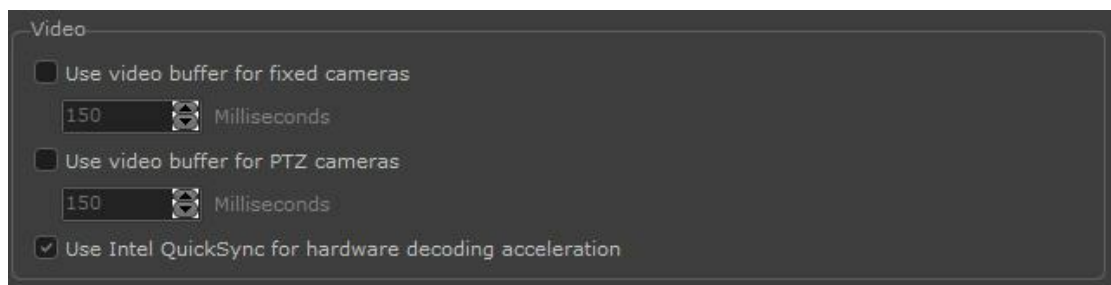 Video
Use video buffer for fixed cameras
150 Milliseconds
Use video buffer for PTZ cameras
150 Milliseconds
Use Intel QuickSync for hardware decoding acceleration